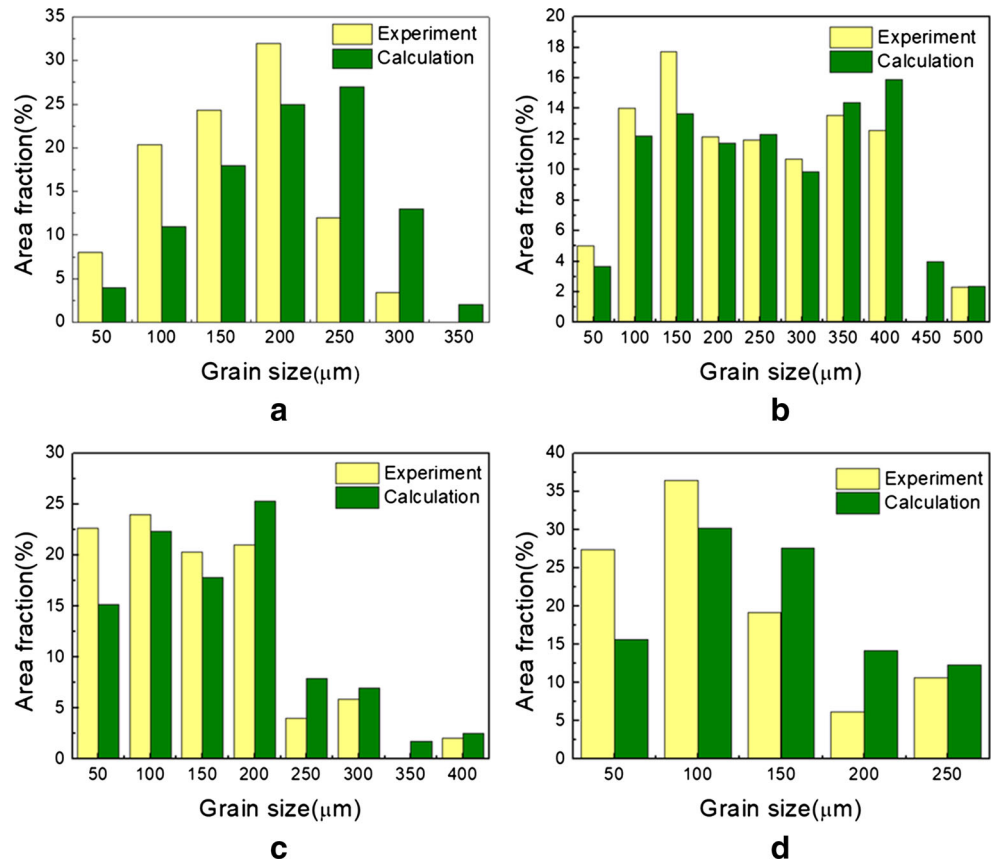 35
30
25
20
15
10
5
0
Area fraction(%)
Experiment
Calculation
50 100 150 200 250 300 350
Grain size(μm)
a
20
18
16
14
12
10
8
6
4
2
0
Area fraction(%)
Experiment
Calculation
50 100 150 200 250 300 350 400 450 500
Grain size(μm)
b
30
25
20
15
10
5
0
Area fraction(%)
Experiment
Calculation
50 100 150 200 250 300 350 400
Grain size(μm)
c
40
35
30
25
20
15
10
5
0
Area fraction(%)
Experiment
Calculation
50 100 150 200 250
Grain size(μm)
d